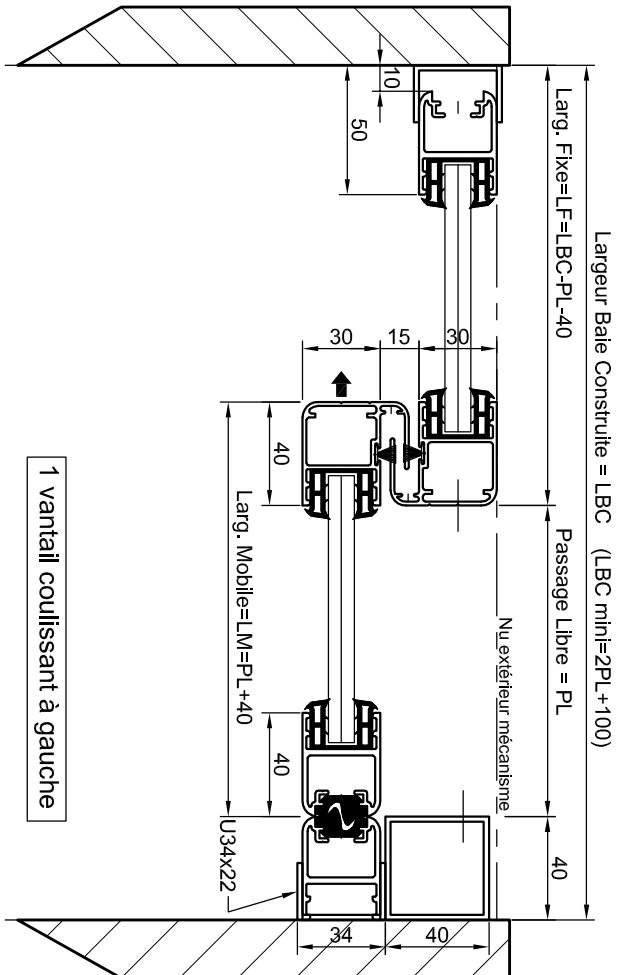 Largeur Baie Construite = LBC (LBC mini=2PL+100)
Larg. Fixe=LF=LBC-PL-40
Passage Libre = PL
40
Nu extérieur mécanisme
10
50
30
15
30
40
Larg. Mobile=LM=PL+40
40
U34x22
34
40
1 vantail coulissant à gauche